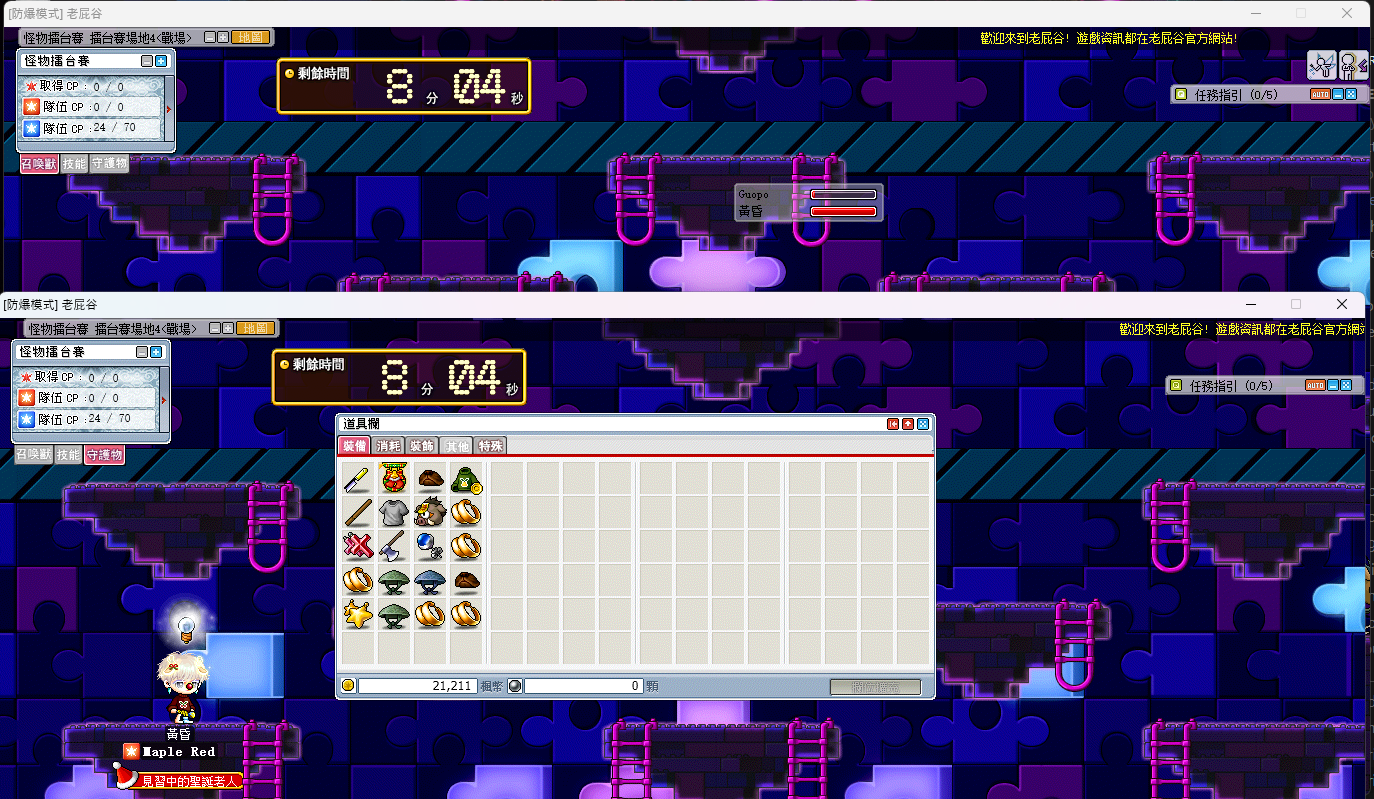 [防爆模式] 老屁谷
怪物擂台賽 擂台賽場地4<戰場>
地圖
歡迎來到老屁谷! 遊戲資訊都在老屁谷官方網站!
怪物擂台賽
取得 CP : 0 / 0
隊伍 CP : 0 / 0
隊伍 CP : 24 / 70
剩餘時間
8 分 04 秒
任務指引 (0/5)
AUTO
召喚獸 技能 守護物
Guopo
黃昏
[防爆模式] 老屁谷
怪物擂台賽 擂台賽場地4<戰場>
地圖
歡迎來到老屁谷! 遊戲資訊都在老屁谷官方網站
怪物擂台賽
取得 CP : 0 / 0
隊伍 CP : 0 / 0
隊伍 CP : 24 / 70
剩餘時間
8 分 04 秒
任務指引 (0/5)
AUTO
召喚獸 技能 守護物
道具欄
裝備 消耗 裝飾 其他 特殊
21,211 楓幣
0 顆
黃昏
Maple Red
見習中的聖誕老人